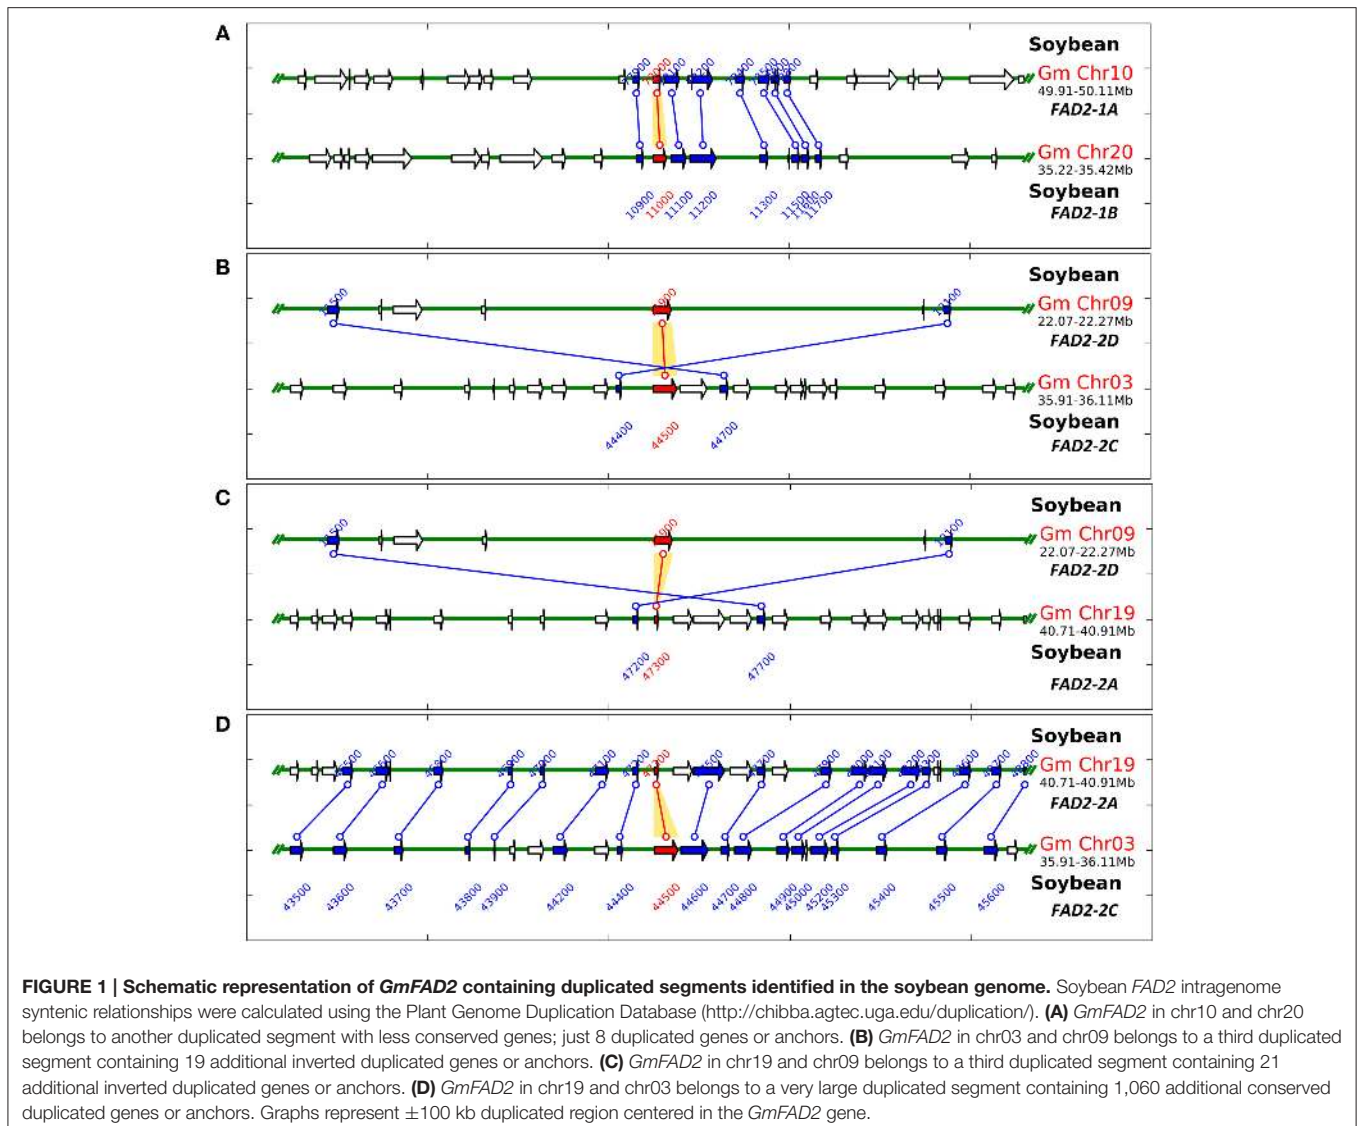 A
Soybean
Gm Chr10
49.91-50.11Mb
FAD2-1A
Gm Chr20
35.22-35.42Mb
Soybean
FAD2-1B
10900 11000 11100 11200 11300 11500 11600 11700
B
Soybean
Gm Chr09
22.07-22.27Mb
FAD2-2D
Gm Chr03
35.91-36.11Mb
Soybean
FAD2-2C
44400 44500 44700
C
Soybean
Gm Chr09
22.07-22.27Mb
FAD2-2D
Gm Chr19
40.71-40.91Mb
Soybean
FAD2-2A
47200 47300 47700
D
Soybean
Gm Chr19
40.71-40.91Mb
FAD2-2A
Gm Chr03
35.91-36.11Mb
Soybean
FAD2-2C
43500 43600 43700 43800 43900 44200 44400 44500 44600 44700 44800 44900 45000 45200 45300 45400 45500 45600
FIGURE 1 | Schematic representation of GmFAD2 containing duplicated segments identified in the soybean genome. Soybean FAD2 intragenome
syntenic relationships were calculated using the Plant Genome Duplication Database (http://chibba.agtec.uga.edu/duplication/). (A) GmFAD2 in chr10 and chr20
belongs to another duplicated segment with less conserved genes; just 8 duplicated genes or anchors. (B) GmFAD2 in chr03 and chr09 belongs to a third duplicated
segment containing 19 additional inverted duplicated genes or anchors. (C) GmFAD2 in chr19 and chr09 belongs to a third duplicated segment containing 21
additional inverted duplicated genes or anchors. (D) GmFAD2 in chr19 and chr03 belongs to a very large duplicated segment containing 1,060 additional conserved
duplicated genes or anchors. Graphs represent ±100 kb duplicated region centered in the GmFAD2 gene.